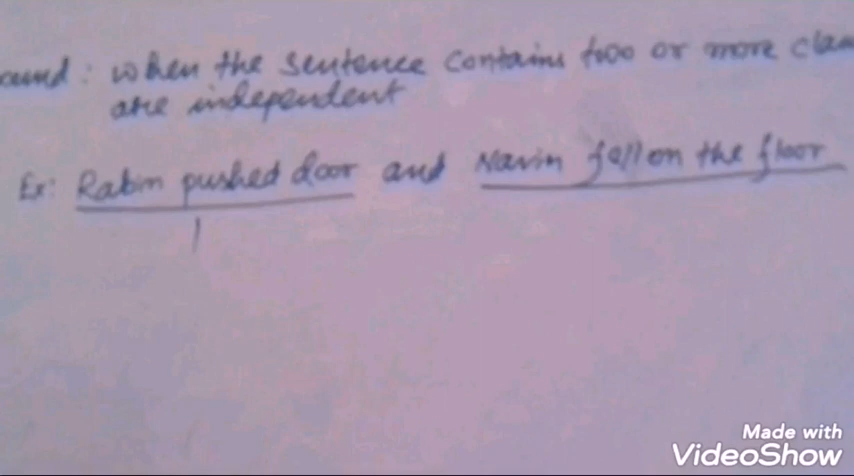 ound : when the sentence contains two or more clau
are independent
Ex: Rabin pushed door and Navin fell on the floor
1
Made with
VideoShow